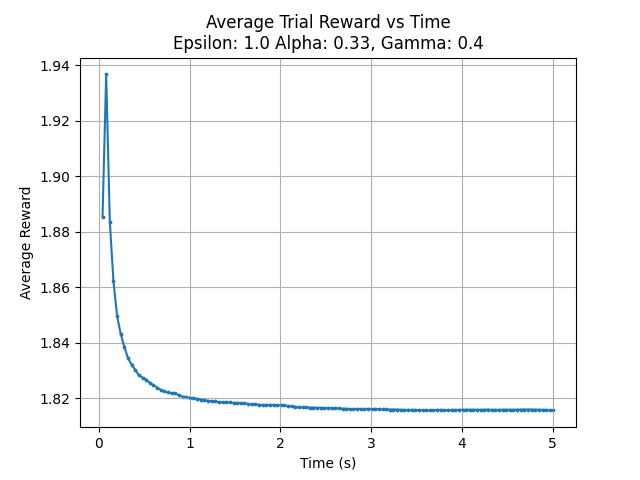 Average Trial Reward vs Time
Epsilon: 1.0 Alpha: 0.33, Gamma: 0.4
1.94
1.92
1.90
1.88
1.86
1.84
1.82
Average Reward
0 1 2 3 4 5
Time (s)